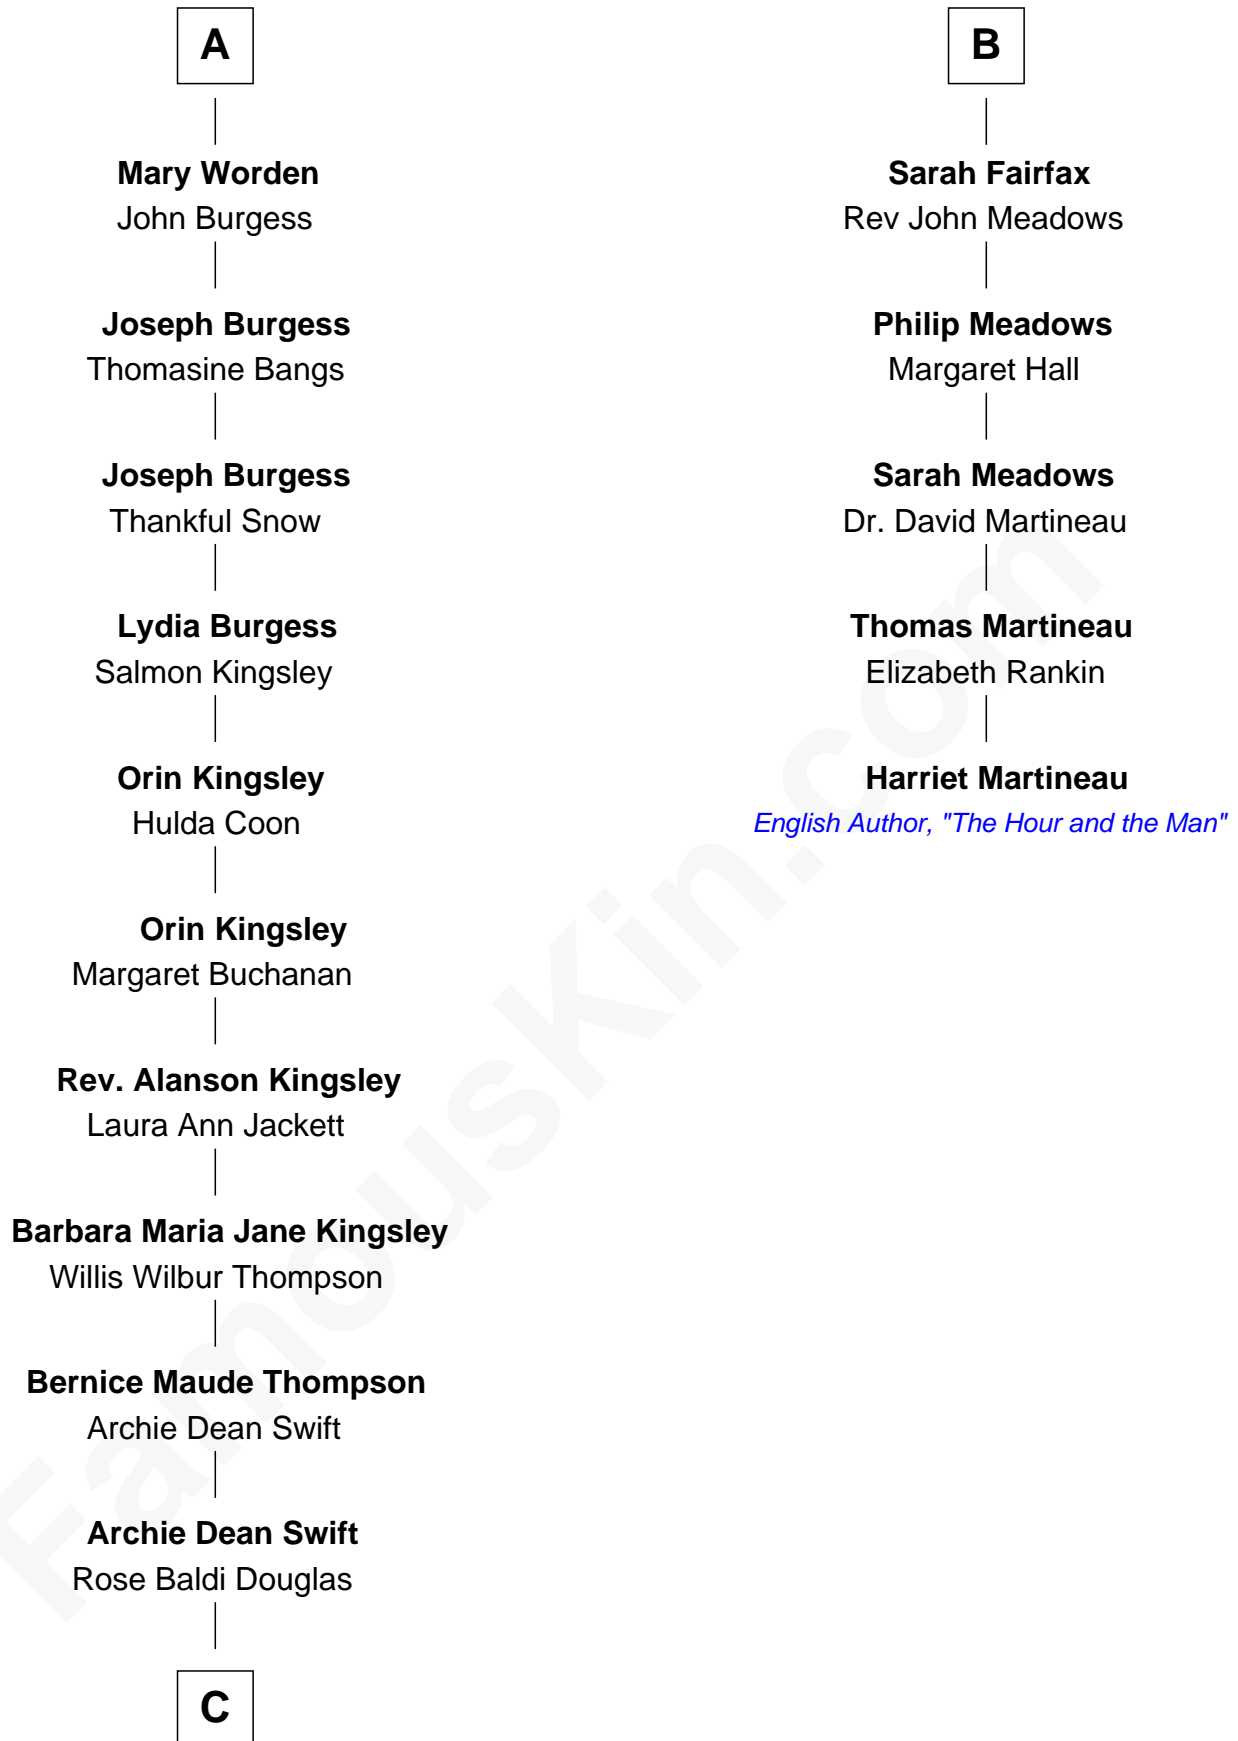 A
Mary Worden
John Burgess
Joseph Burgess
Thomasine Bangs
Joseph Burgess
Thankful Snow
Lydia Burgess
Salmon Kingsley
Orin Kingsley
Hulda Coon
Orin Kingsley
Margaret Buchanan
Rev. Alanson Kingsley
Laura Ann Jackett
Barbara Maria Jane Kingsley
Willis Wilbur Thompson
Bernice Maude Thompson
Archie Dean Swift
Archie Dean Swift
Rose Baldi Douglas
C
B
Sarah Fairfax
Rev John Meadows
Philip Meadows
Margaret Hall
Sarah Meadows
Dr. David Martineau
Thomas Martineau
Elizabeth Rankin
Harriet Martineau
English Author, "The Hour and the Man"
FamousKin.com